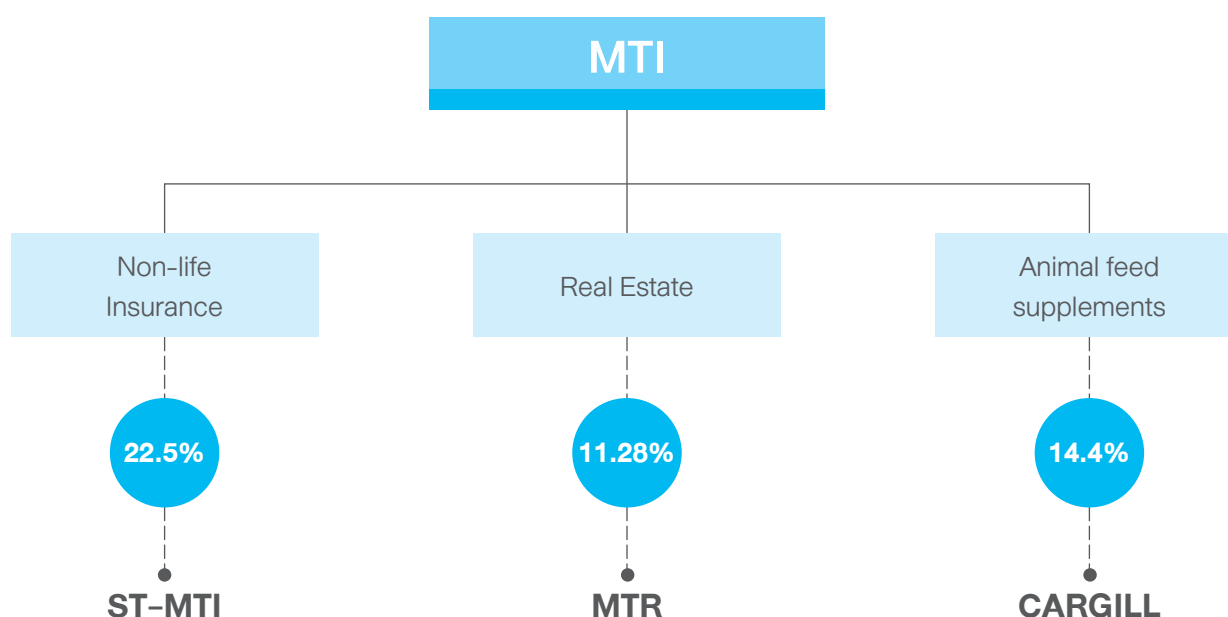 MTI
Non-life
Insurance
Real Estate
Animal feed
supplements
22.5%
11.28%
14.4%
ST-MTI
MTR
CARGILL